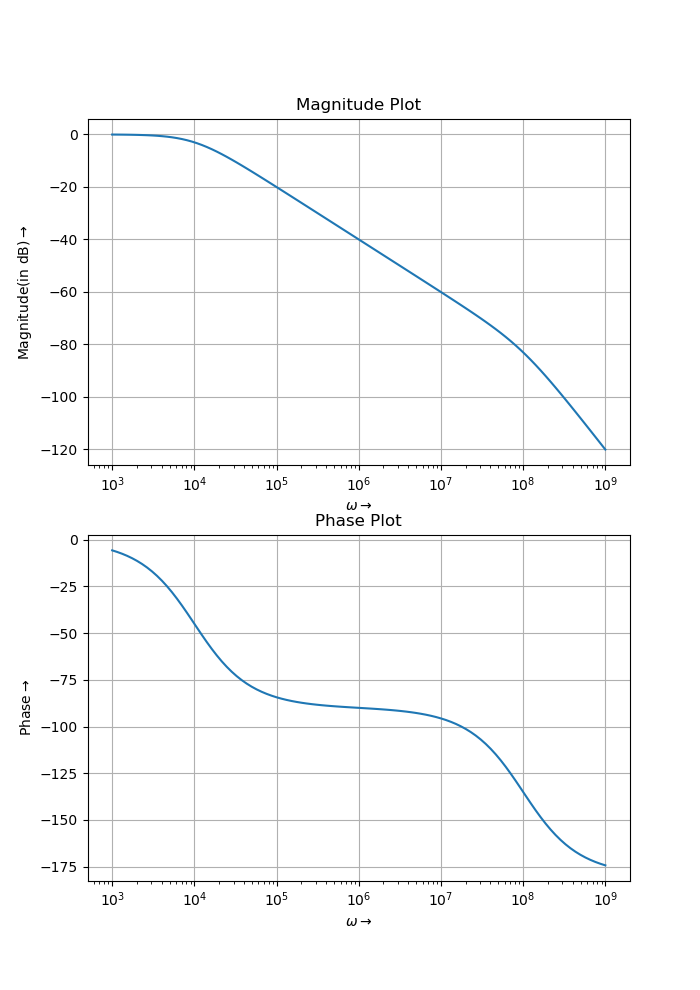 Magnitude Plot
Magnitude(in dB)→
0
−20
−40
−60
−80
−100
−120
10³ 10⁴ 10⁵ 10⁶ 10⁷ 10⁸ 10⁹
ω→
Phase Plot
Phase→
0
−25
−50
−75
−100
−125
−150
−175
10³ 10⁴ 10⁵ 10⁶ 10⁷ 10⁸ 10⁹
ω→